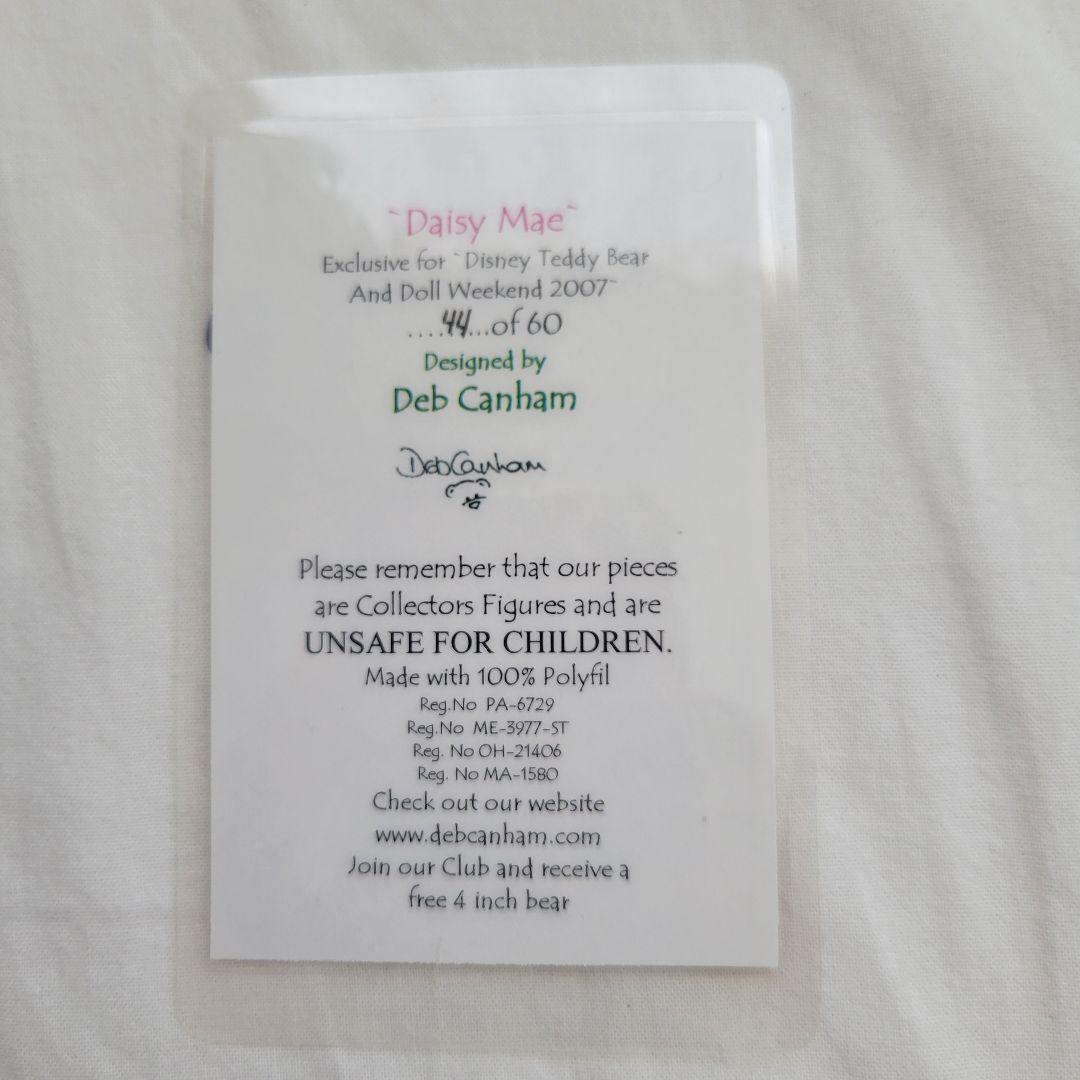 `Daisy Mae`
Exclusive for `Disney Teddy Bear
And Doll Weekend 2007`
....44...of 60
Designed by
Deb Canham
Deb Canham
Please remember that our pieces
are Collectors Figures and are
UNSAFE FOR CHILDREN.
Made with 100% Polyfil
Reg.No PA-6729
Reg.No ME-3977-ST
Reg. No OH-21406
Reg. No MA-1580
Check out our website
www.debcanham.com
Join our Club and receive a
free 4 inch bear